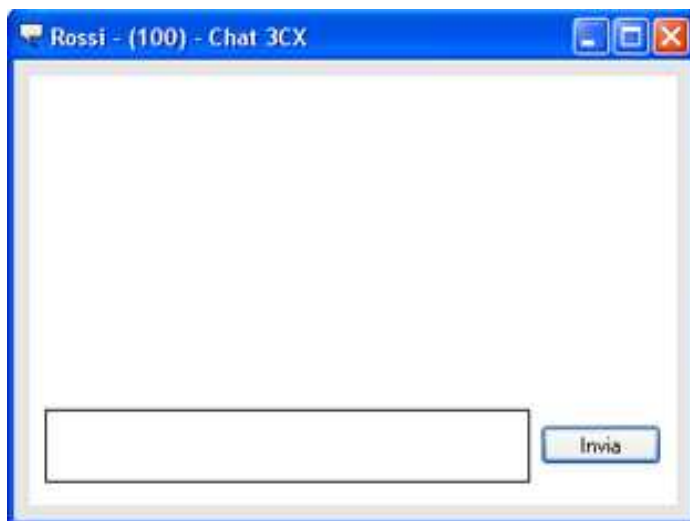 Rossi - (100) - Chat 3CX
Invia